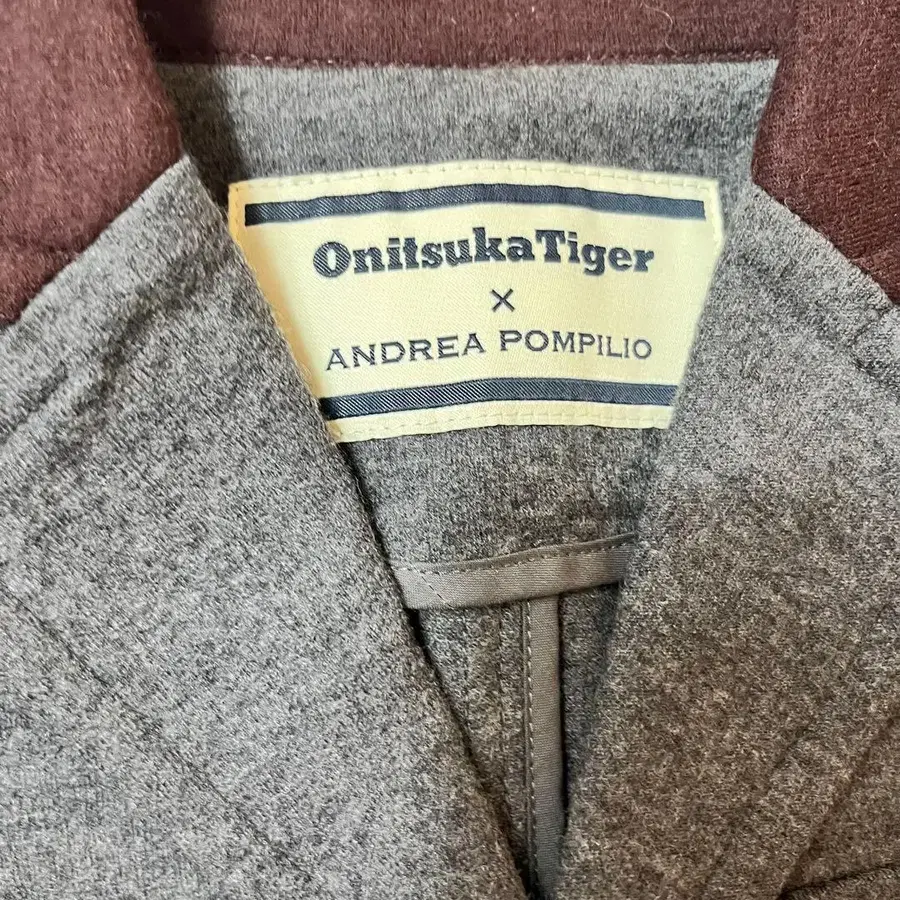 OnitsukaTiger
×
ANDREA POMPILIO